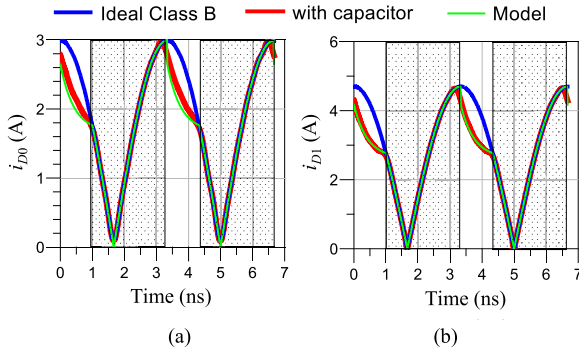 Ideal Class B with capacitor Model
3
2
1
0
i_D0 (A)
0 1 2 3 4 5 6 7
Time (ns)
(a)
6
4
2
0
i_D1 (A)
0 1 2 3 4 5 6 7
Time (ns)
(b)